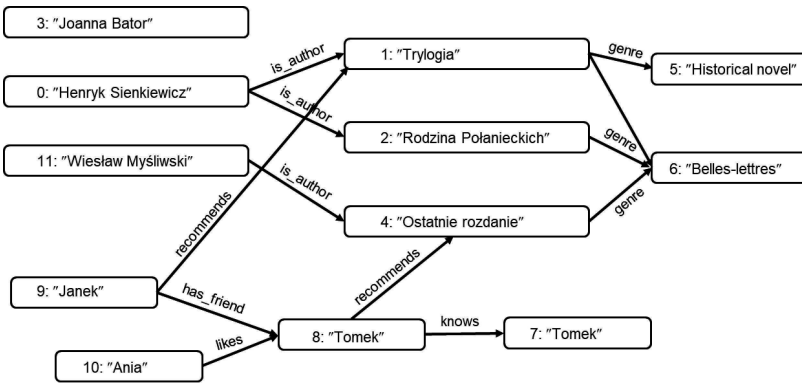 3: "Joanna Bator"
is_author
1: "Trylogia"
genre
5: "Historical novel"
0: "Henryk Sienkiewicz"
is_author
2: "Rodzina Połanieckich"
genre
6: "Belles-lettres"
11: "Wiesław Myśliwski"
is_author
4: "Ostatnie rozdanie"
genre
recommends
recommends
9: "Janek"
has_friend
8: "Tomek"
knows
7: "Tomek"
likes
10: "Ania"